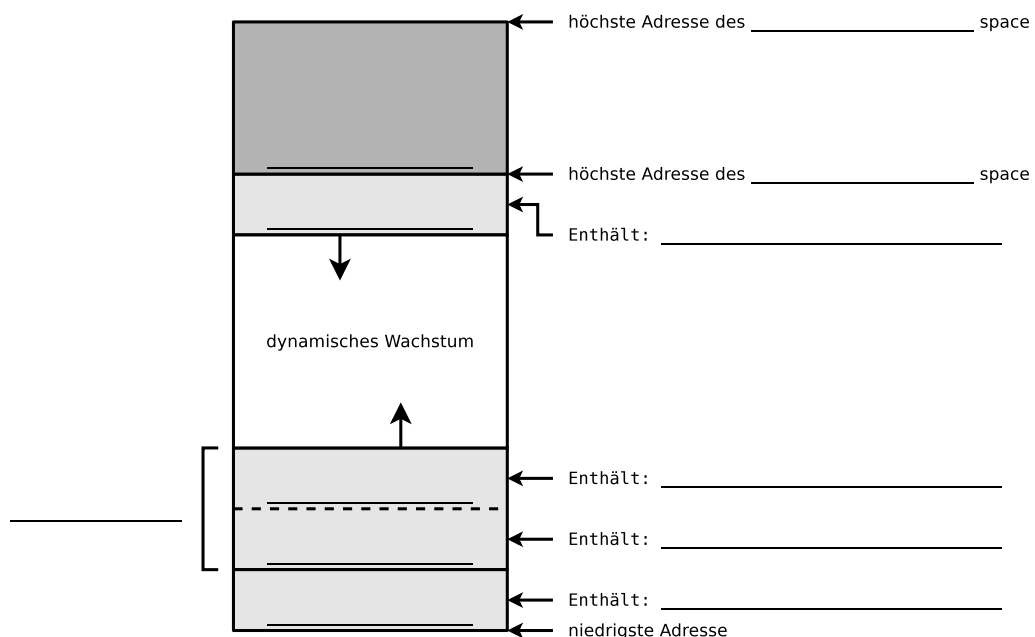 höchste Adresse des space
höchste Adresse des space
Enthält:
dynamisches Wachstum
Enthält:
Enthält:
Enthält:
niedrigste Adresse